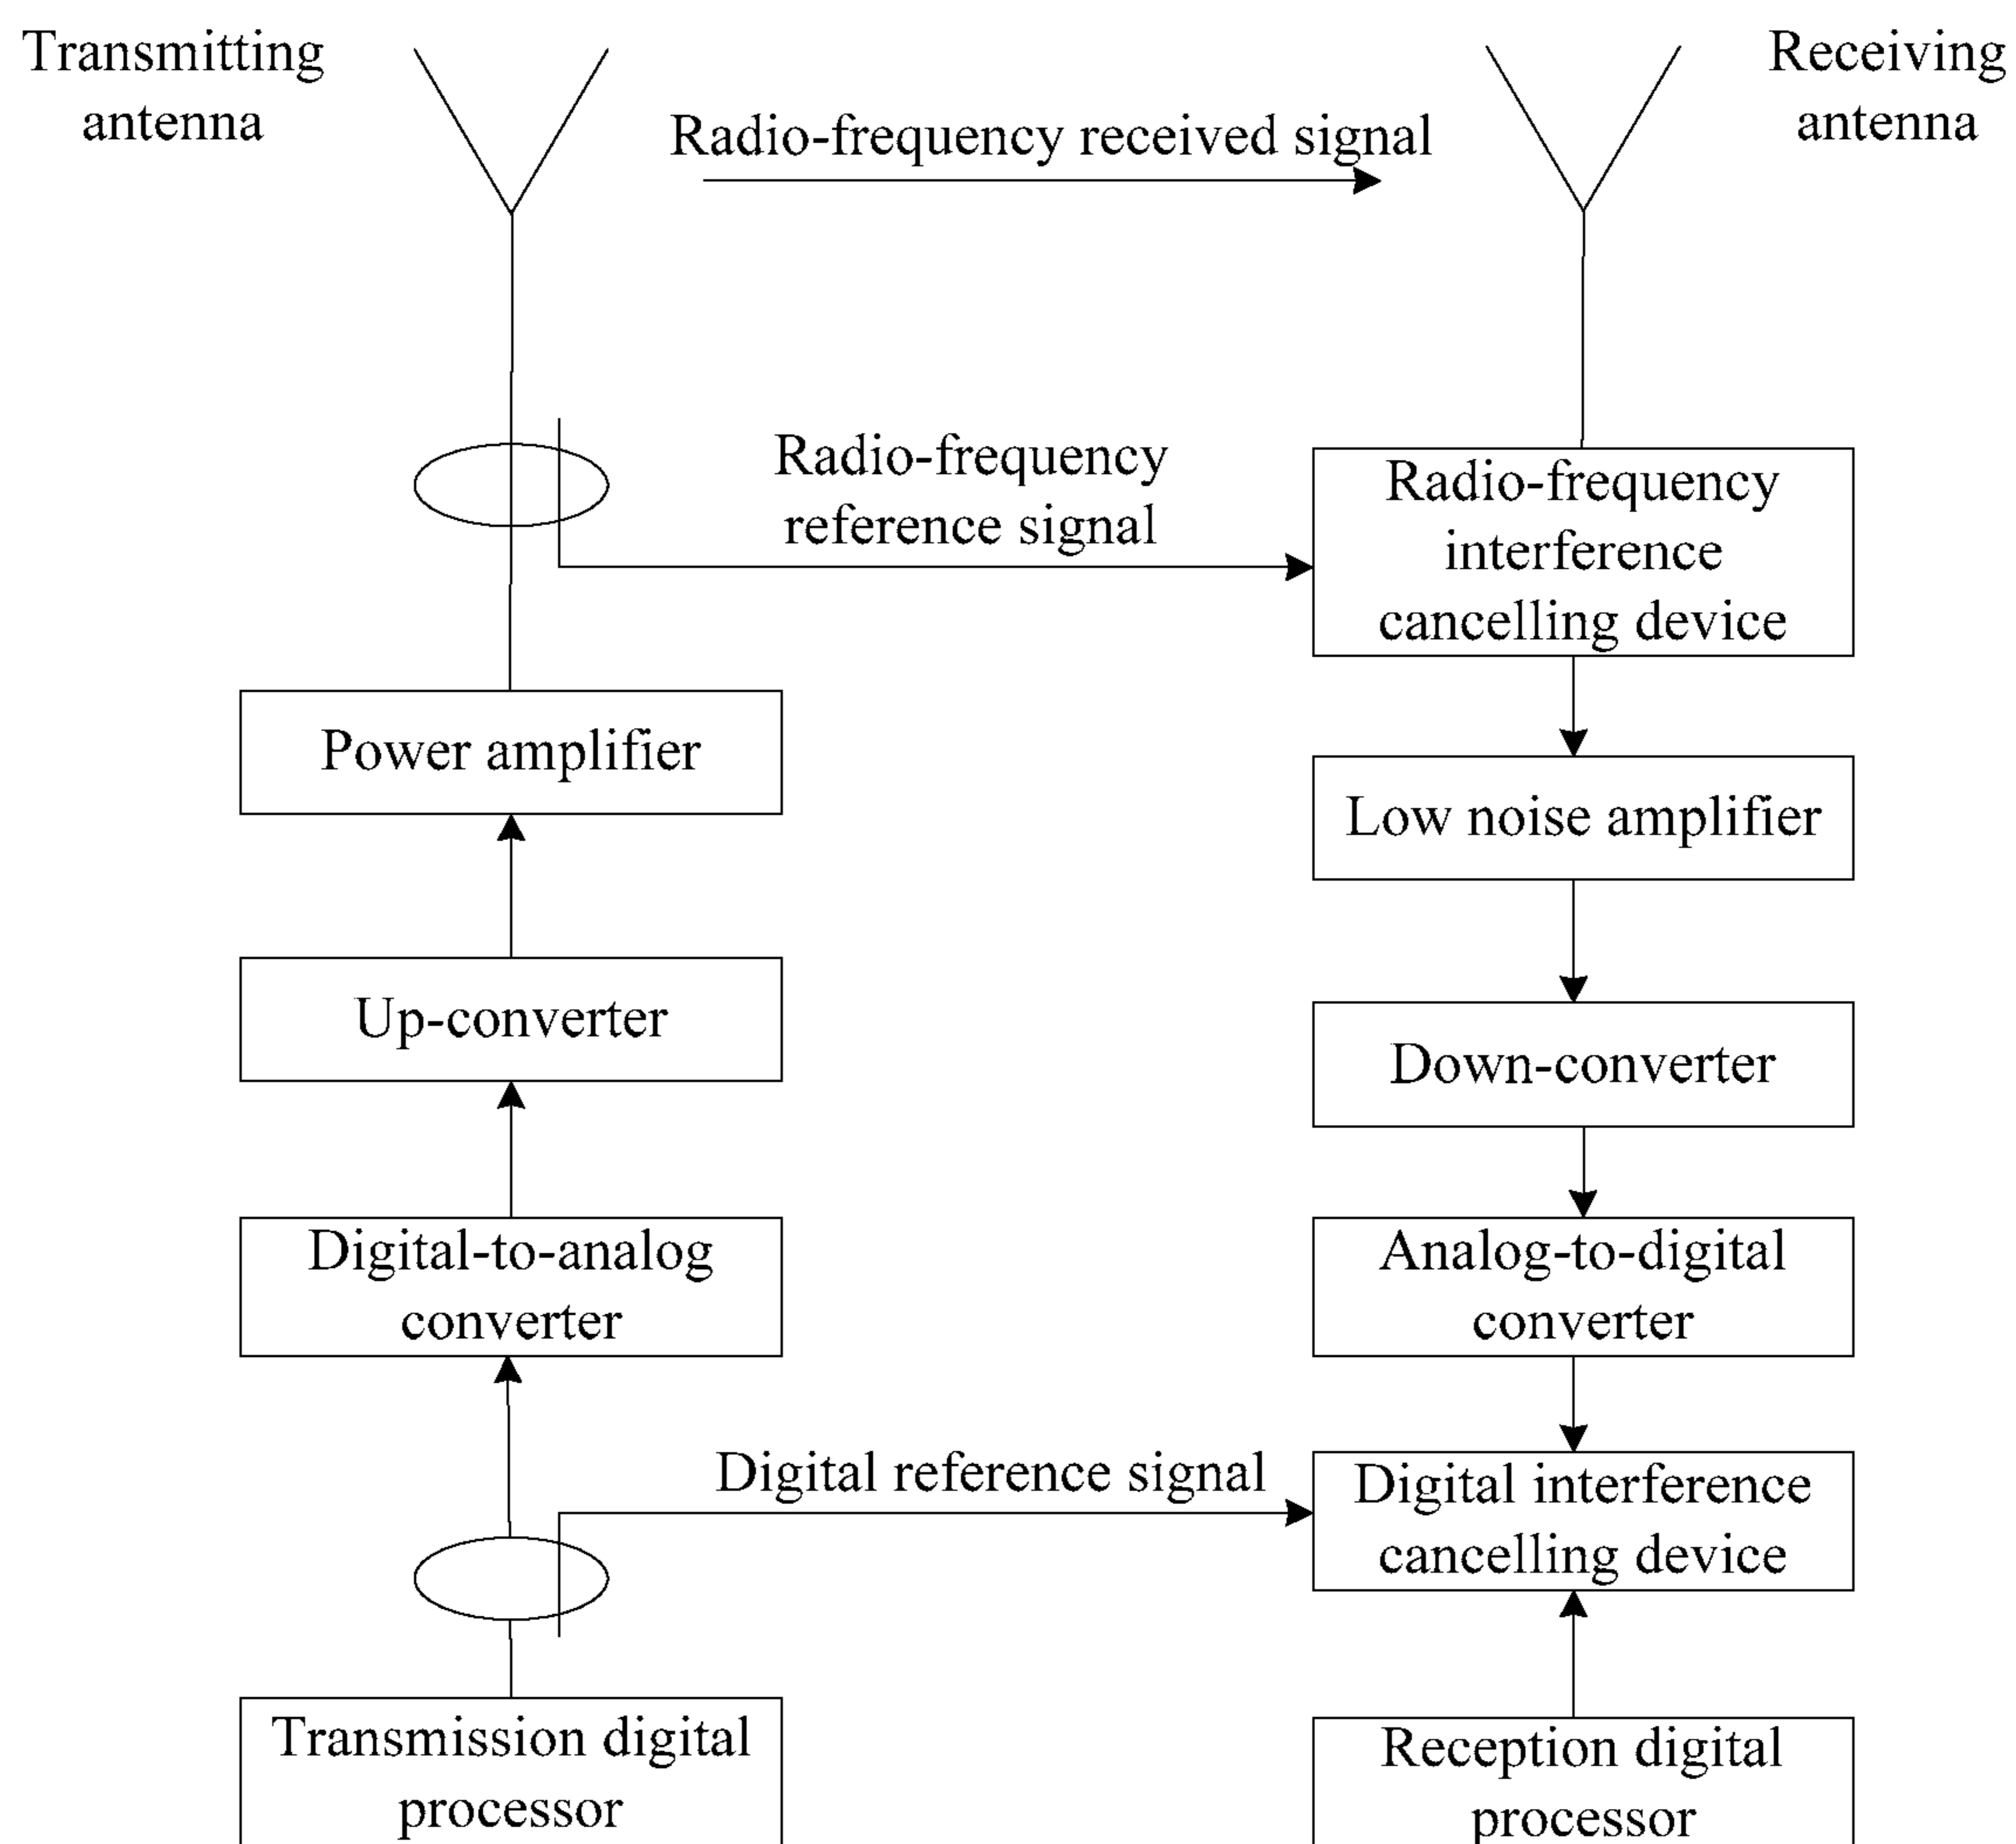 Transmitting
antenna
Radio-frequency received signal
Receiving
antenna
Radio-frequency
reference signal
Radio-frequency
interference
cancelling device
Power amplifier
Low noise amplifier
Up-converter
Down-converter
Digital-to-analog
converter
Analog-to-digital
converter
Digital reference signal
Digital interference
cancelling device
Transmission digital
processor
Reception digital
processor